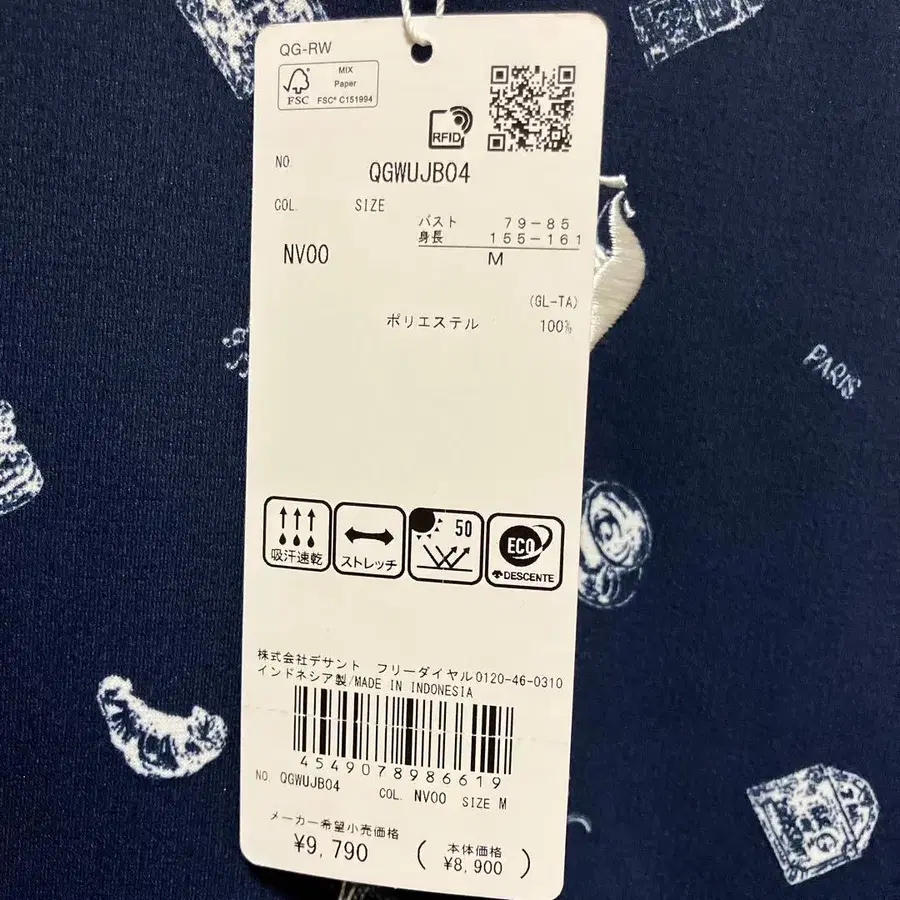 QG-RW
MIX
Paper
FSC
FSC® C151994
RFID
NO.
QGWUJB04
COL.
SIZE
バスト 79-85
身長 155-161
NV00
M
(GL-TA)
ポリエステル 100%
PARIS
吸汗速乾
ストレッチ
50
ECO
DESCENTE
株式会社デサント フリーダイヤル0120-46-0310
インドネシア製/MADE IN INDONESIA
4549078986619
NO. QGWUJB04 COL. NV00 SIZE M
メーカー希望小売価格
¥9,790
(本体価格
¥8,900)